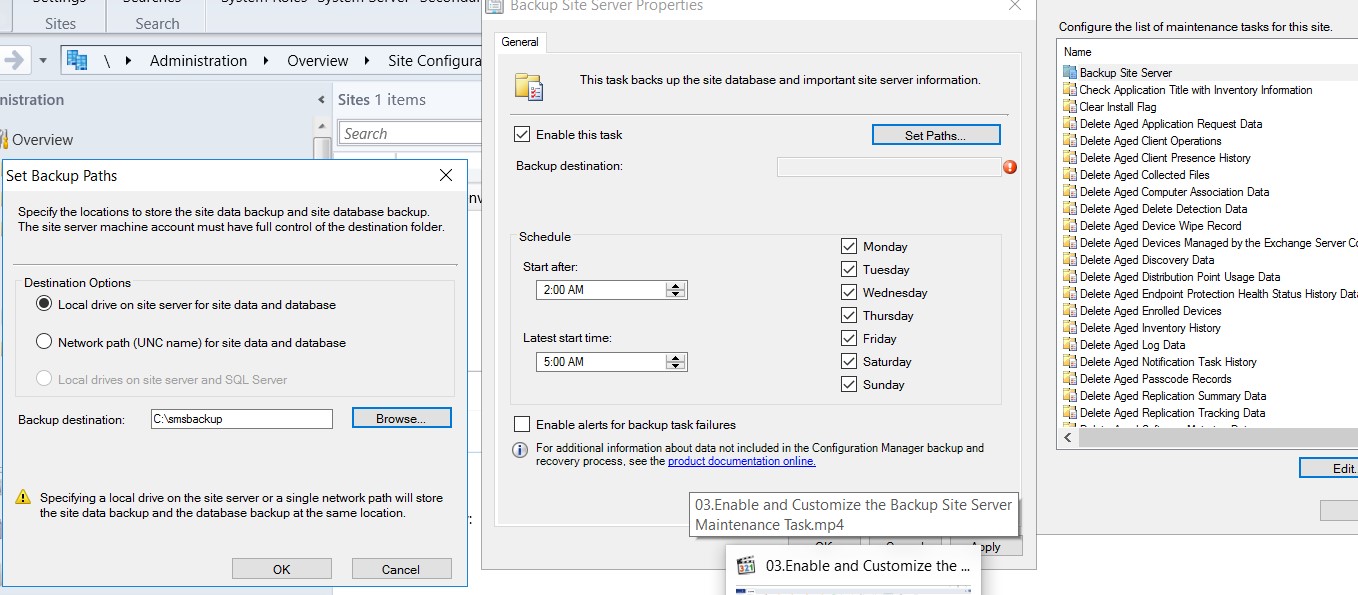 Sites
Search
Administration
Overview
Site Configura
nistration
Sites 1 items
Overview
Search
Set Backup Paths
Specify the locations to store the site data backup and site database backup.
The site server machine account must have full control of the destination folder.
Destination Options
Local drive on site server for site data and database
Network path (UNC name) for site data and database
Local drives on site server and SQL Server
Backup destination:
C:\smsbackup
Browse...
Specifying a local drive on the site server or a single network path will store
the site data backup and the database backup at the same location.
OK
Cancel
Backup Site Server Properties
General
This task backs up the site database and important site server information.
Enable this task
Set Paths...
Backup destination:
Schedule
Start after:
2:00 AM
Latest start time:
5:00 AM
Monday
Tuesday
Wednesday
Thursday
Friday
Saturday
Sunday
Enable alerts for backup task failures
For additional information about data not included in the Configuration Manager backup and
recovery process, see the product documentation online.
03.Enable and Customize the Backup Site Server
Maintenance Task.mp4
Apply
03.Enable and Customize the ...
Configure the list of maintenance tasks for this site.
Name
Backup Site Server
Check Application Title with Inventory Information
Clear Install Flag
Delete Aged Application Request Data
Delete Aged Client Operations
Delete Aged Client Presence History
Delete Aged Collected Files
Delete Aged Computer Association Data
Delete Aged Delete Detection Data
Delete Aged Device Wipe Record
Delete Aged Devices Managed by the Exchange Server Co
Delete Aged Discovery Data
Delete Aged Distribution Point Usage Data
Delete Aged Endpoint Protection Health Status History Data
Delete Aged Enrolled Devices
Delete Aged Inventory History
Delete Aged Log Data
Delete Aged Notification Task History
Delete Aged Passcode Records
Delete Aged Replication Summary Data
Delete Aged Replication Tracking Data
Edit.